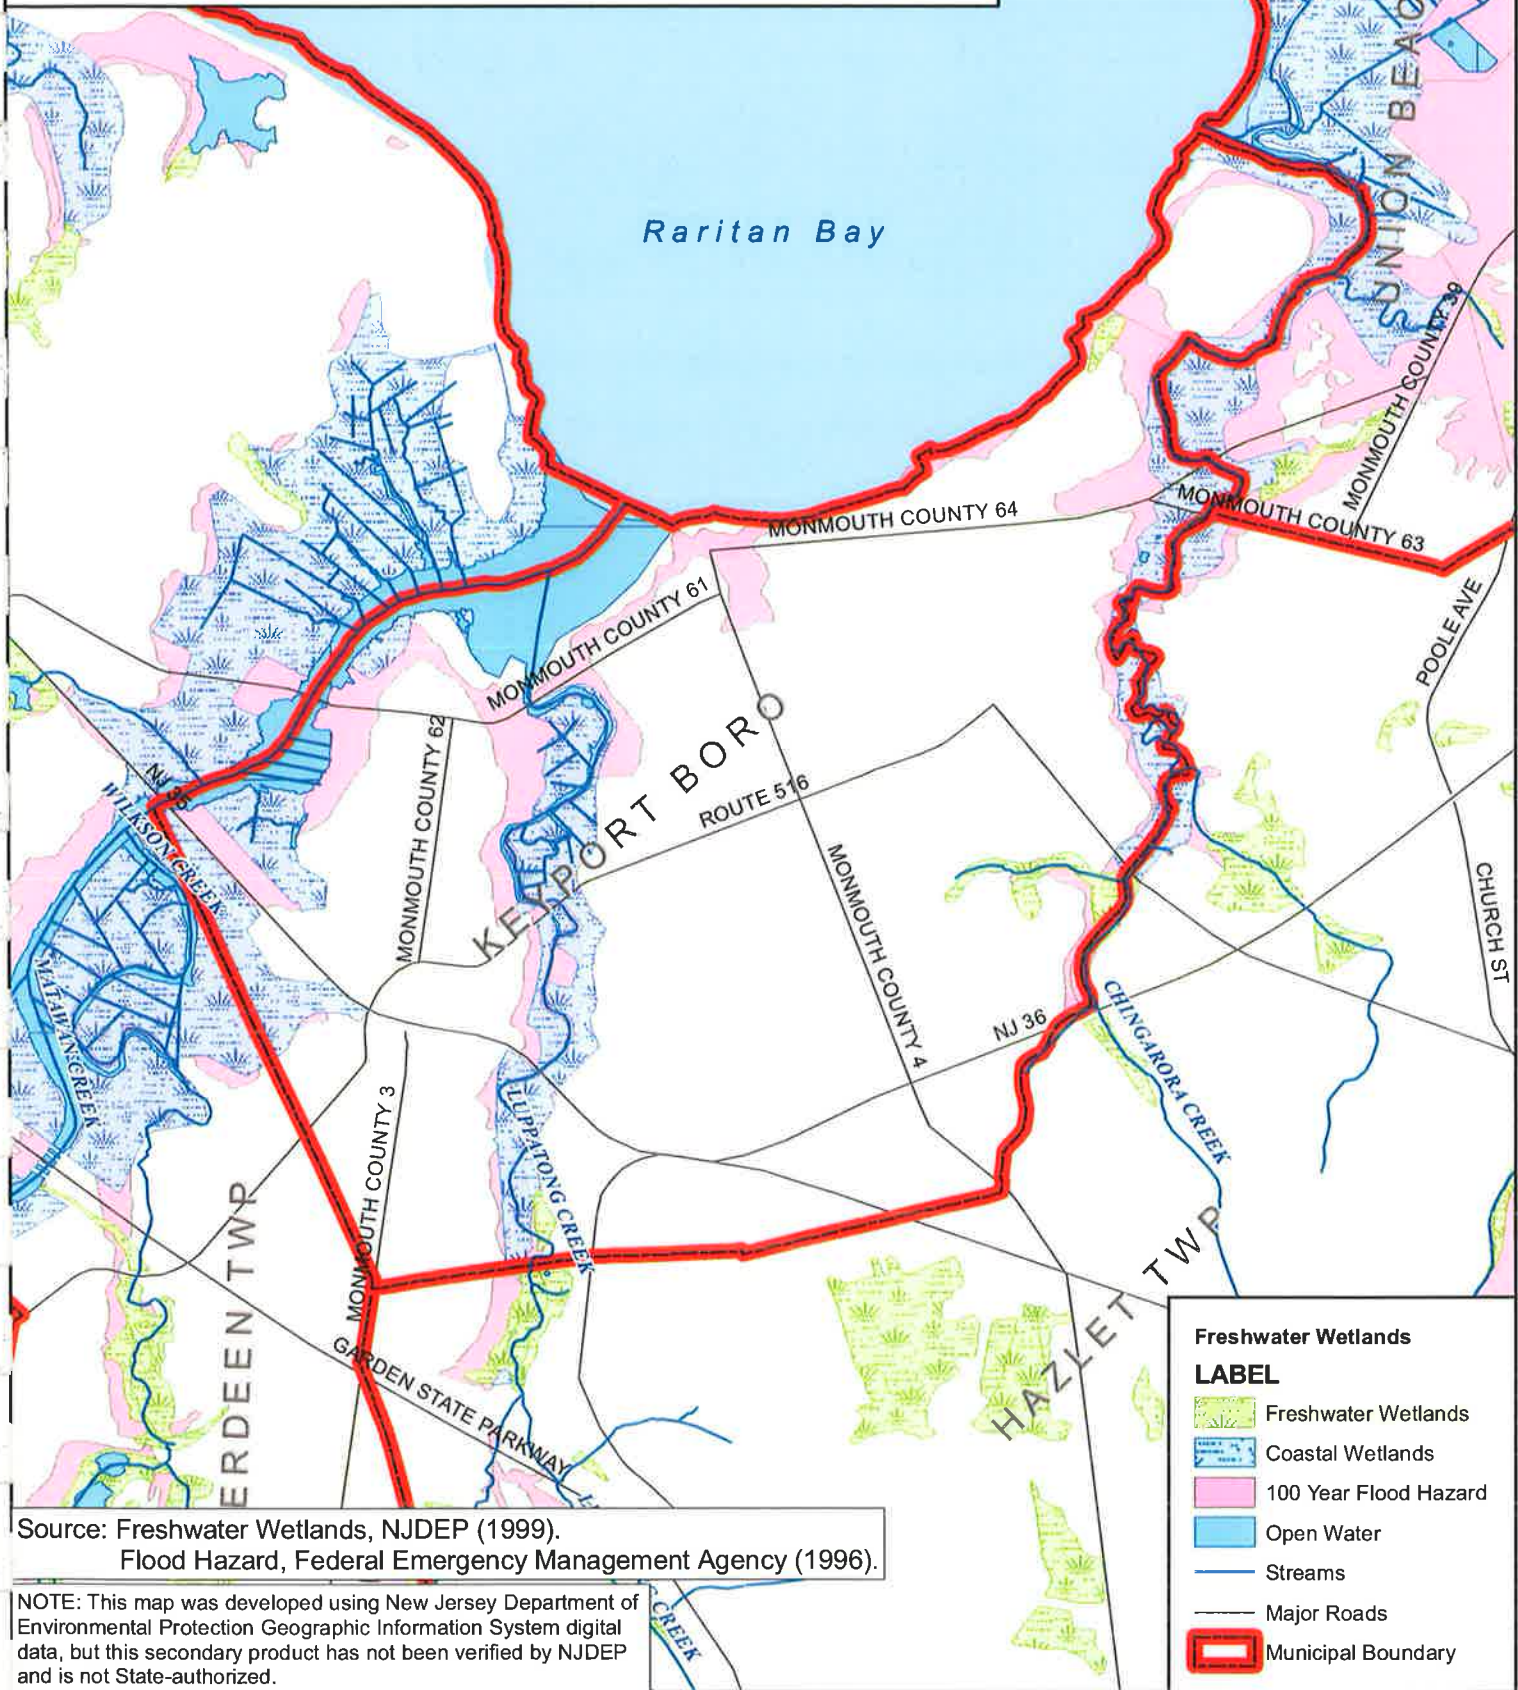 UNION BEAO
Raritan Bay
MONMOUTH COUNTY 39
MONMOUTH COUNTY 64
MONMOUTH COUNTY 63
MONMOUTH COUNTY 61
POOLE AVE
MONMOUTH COUNTY 62
NJ 35
WILKSON CREEK
KEYPORT BORO
ROUTE 516
MONMOUTH COUNTY 4
CHURCH ST
MATAWAN CREEK
NJ 36
CHINGARORA CREEK
LUPPATONG CREEK
MONMOUTH COUNTY 3
ERDEEN TWP
HAZLET TWP
GARDEN STATE PARKWAY
CREEK
Freshwater Wetlands
LABEL
Freshwater Wetlands
Coastal Wetlands
100 Year Flood Hazard
Open Water
Streams
Major Roads
Municipal Boundary
Source: Freshwater Wetlands, NJDEP (1999).
Flood Hazard, Federal Emergency Management Agency (1996).
NOTE: This map was developed using New Jersey Department of
Environmental Protection Geographic Information System digital
data, but this secondary product has not been verified by NJDEP
and is not State-authorized.